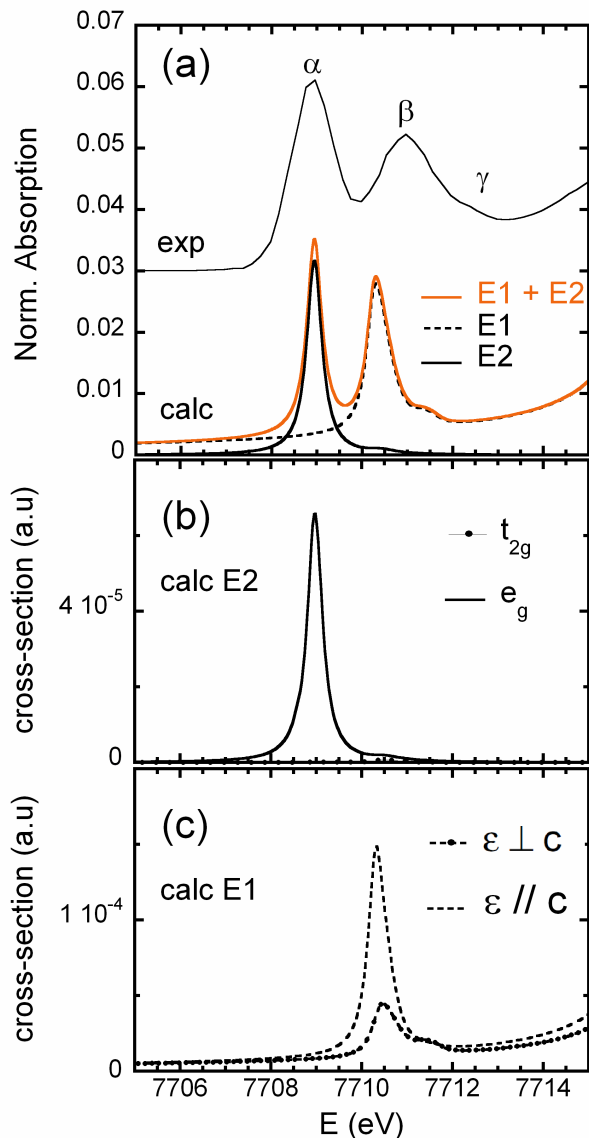 0.07
(a)
α
0.06
β
0.05
γ
0.04
exp
0.03
E1 + E2
E1
0.02
E2
0.01
calc
0
Norm. Absorption
(b)
t2g
calc E2
eg
4 10-5
0
cross-section (a.u)
(c)
ε ⊥ c
calc E1
ε // c
1 10-4
0
cross-section (a.u)
7706 7708 7710 7712 7714
E (eV)